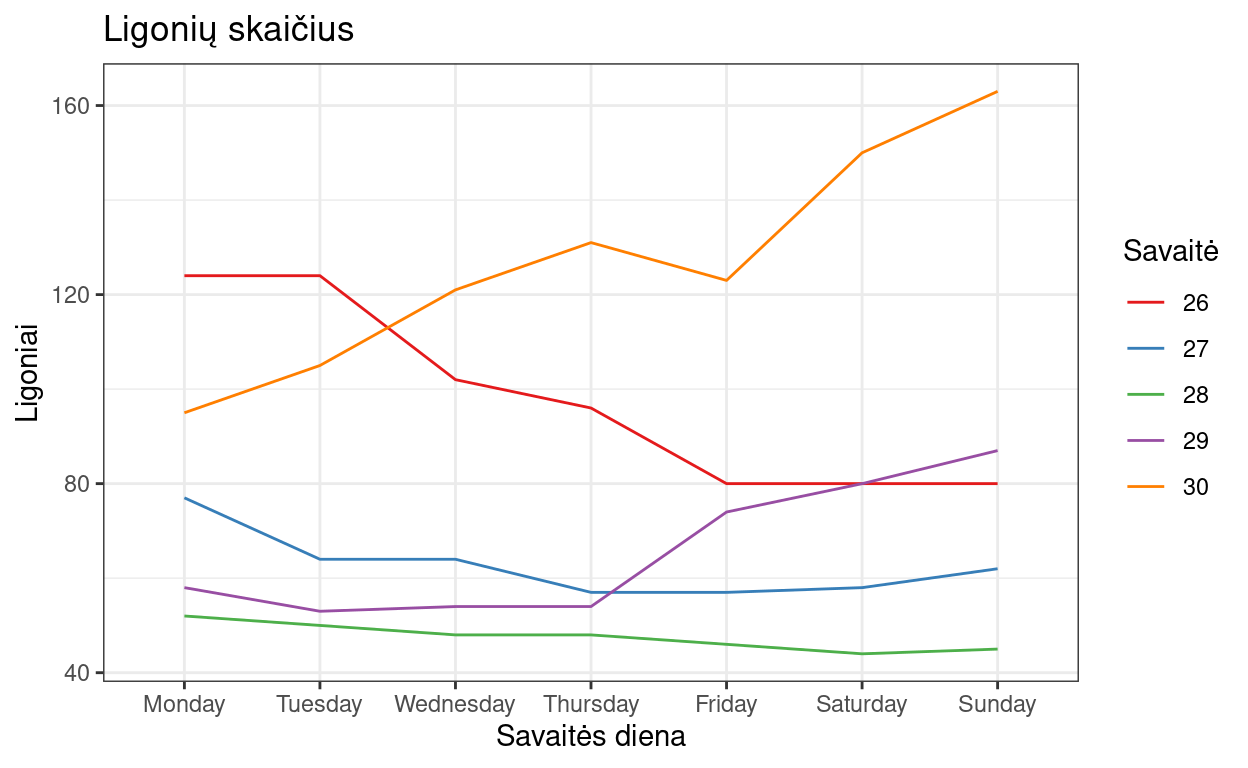 Ligonių skaičius
160
120
80
40
Ligoniai
Monday Tuesday Wednesday Thursday Friday Saturday Sunday
Savaitės diena
Savaitė
26
27
28
29
30